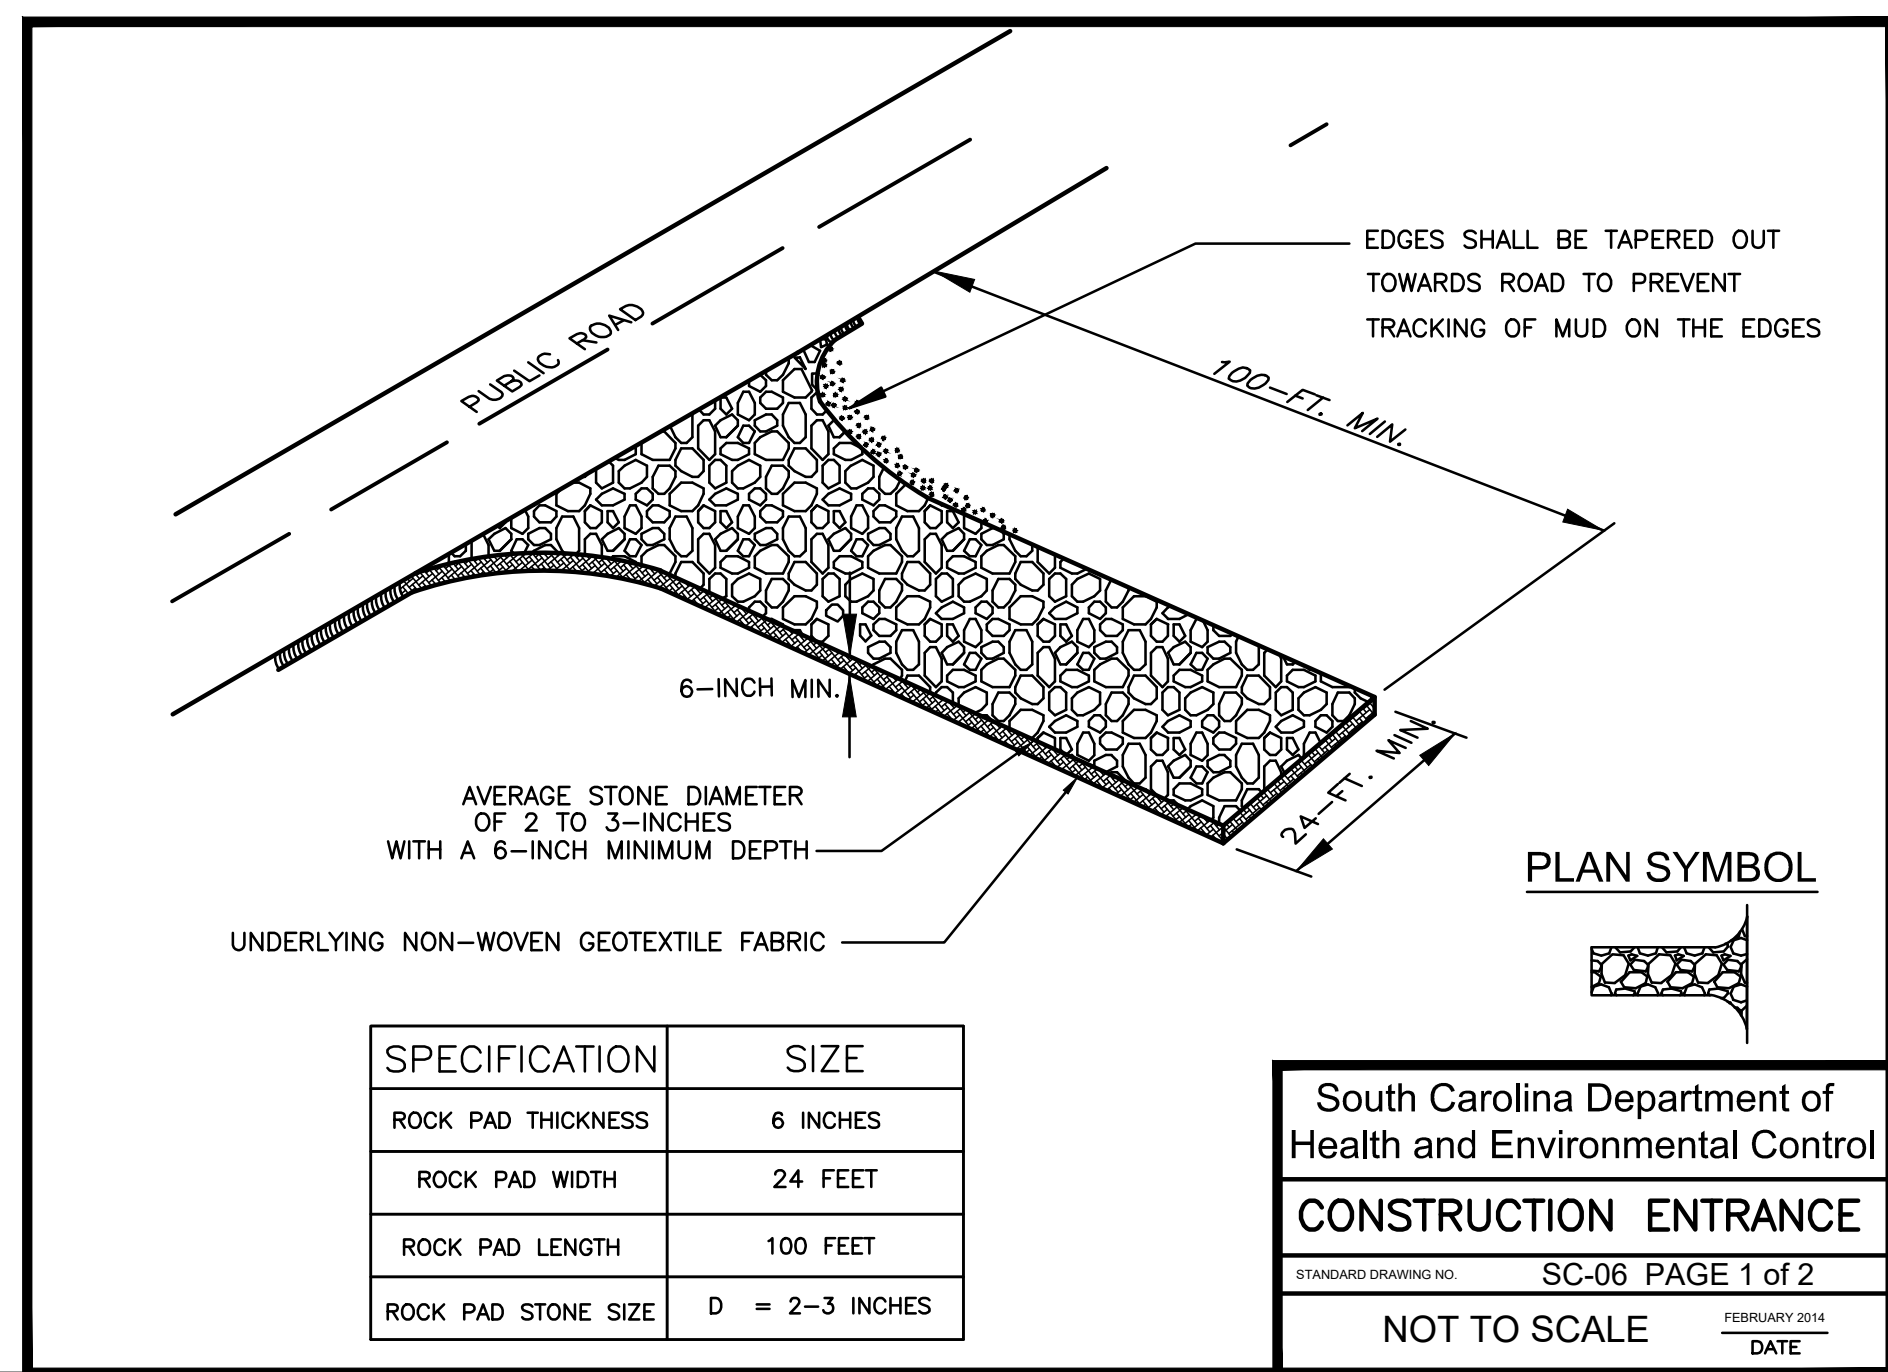 PUBLIC ROAD
EDGES SHALL BE TAPERED OUT
TOWARDS ROAD TO PREVENT
TRACKING OF MUD ON THE EDGES
100-FT. MIN.
6-INCH MIN.
24-FT. MIN.
AVERAGE STONE DIAMETER
OF 2 TO 3-INCHES
WITH A 6-INCH MINIMUM DEPTH
UNDERLYING NON-WOVEN GEOTEXTILE FABRIC
PLAN SYMBOL
SPECIFICATION SIZE
ROCK PAD THICKNESS 6 INCHES
ROCK PAD WIDTH 24 FEET
ROCK PAD LENGTH 100 FEET
ROCK PAD STONE SIZE D = 2-3 INCHES
South Carolina Department of
Health and Environmental Control
CONSTRUCTION ENTRANCE
STANDARD DRAWING NO. SC-06 PAGE 1 of 2
NOT TO SCALE
FEBRUARY 2014
DATE